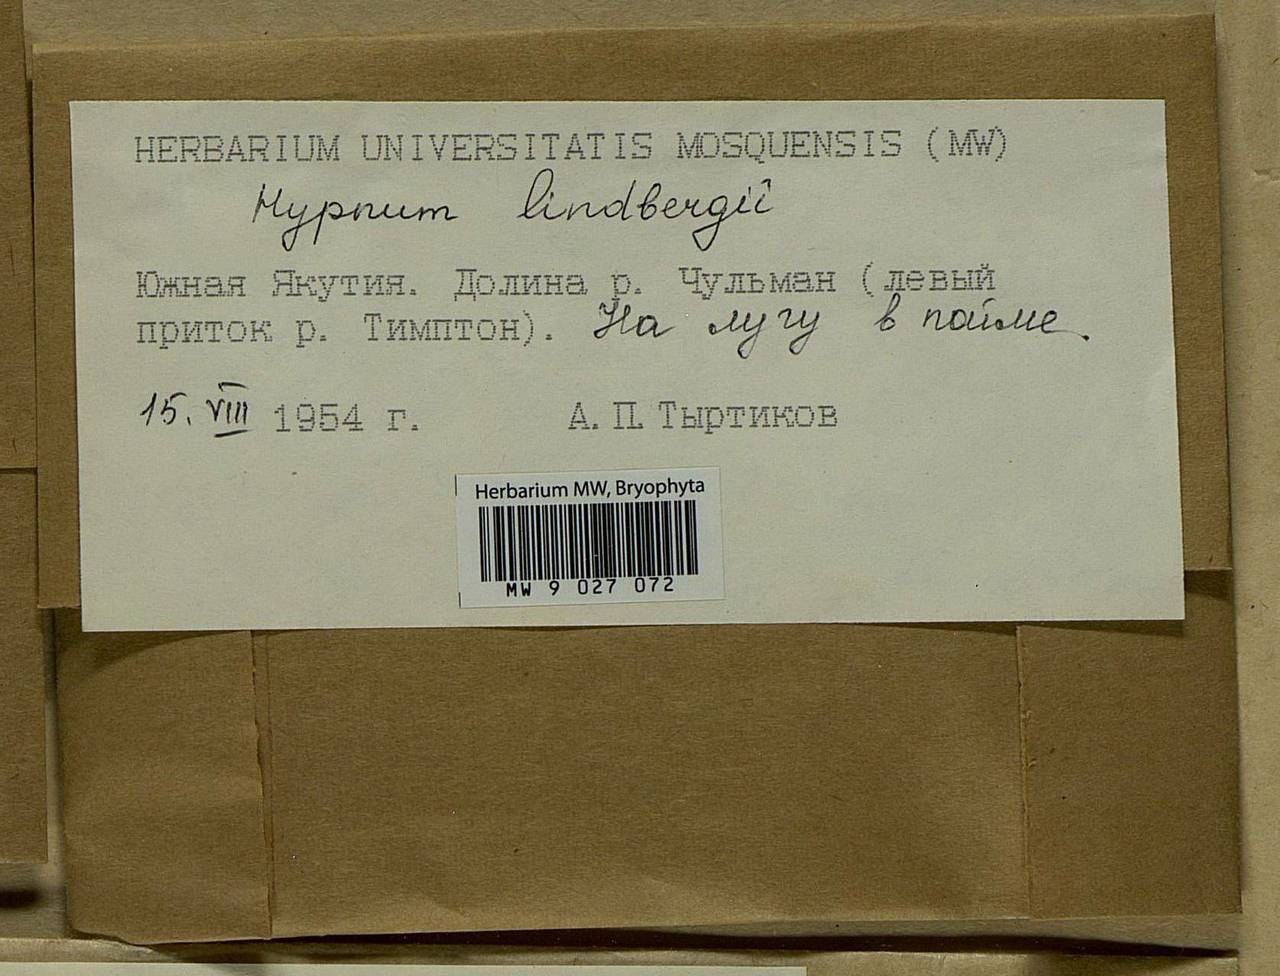 HERBARIUM UNIVERSITATIS MOSQUENSIS (MW)
Hypnum lindbergii
Южная Якутия. Долина р. Чульман (левый
приток р. Тимптон). На лугу в пойме.
15. VIII 1954 г. А. П. Тыртиков
Herbarium MW, Bryophyta
MW 9 027 072